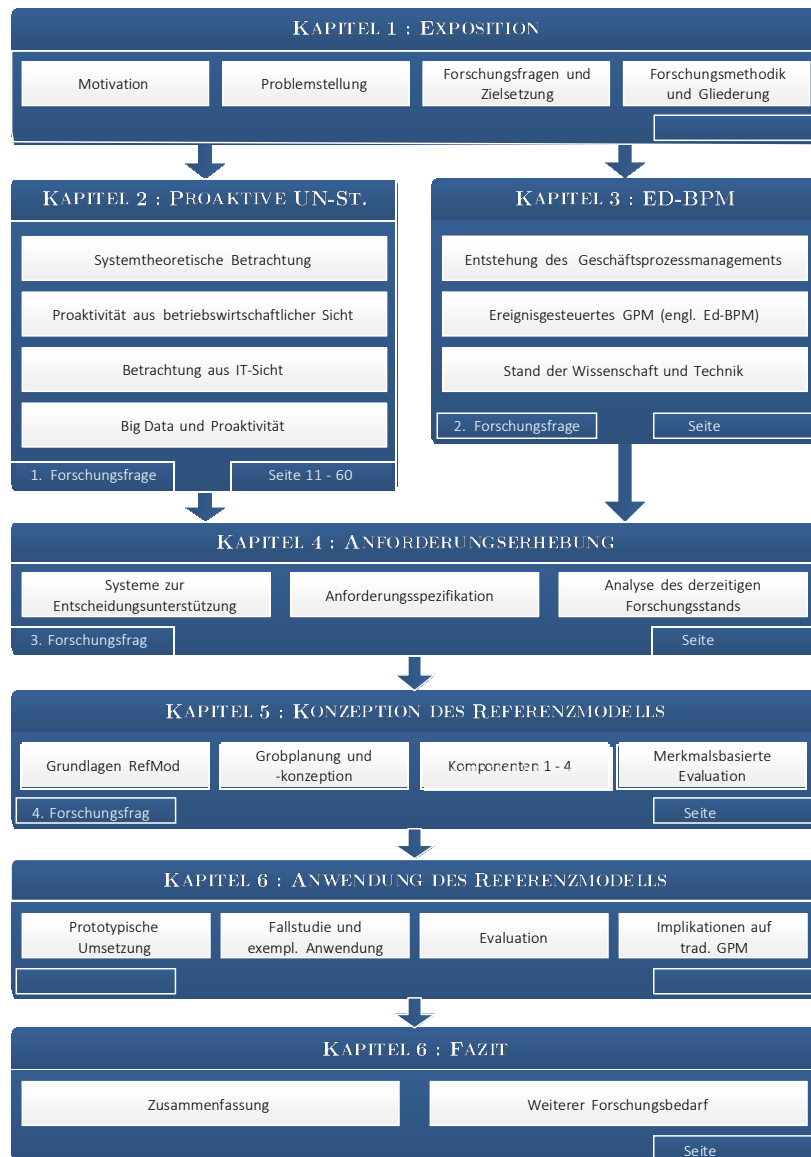 KAPITEL 1 : EXPOSITION
Motivation
Problemstellung
Forschungsfragen und
Zielsetzung
Forschungsmethodik
und Gliederung
KAPITEL 2 : PROAKTIVE UN-ST.
Systemtheoretische Betrachtung
Proaktivität aus betriebswirtschaftlicher Sicht
Betrachtung aus IT-Sicht
Big Data und Proaktivität
1. Forschungsfrage
Seite 11 - 60
KAPITEL 3 : ED-BPM
Entstehung des Geschäftsprozessmanagements
Ereignisgesteuertes GPM (engl. Ed-BPM)
Stand der Wissenschaft und Technik
2. Forschungsfrage
Seite
KAPITEL 4 : ANFORDERUNGSERHEBUNG
Systeme zur
Entscheidungsunterstützung
Anforderungsspezifikation
Analyse des derzeitigen
Forschungsstands
3. Forschungsfrag
Seite
KAPITEL 5 : KONZEPTION DES REFERENZMODELLS
Grundlagen RefMod
Grobplanung und
-konzeption
Komponenten 1 - 4
Merkmalsbasierte
Evaluation
4. Forschungsfrag
Seite
KAPITEL 6 : ANWENDUNG DES REFERENZMODELLS
Prototypische
Umsetzung
Fallstudie und
exempl. Anwendung
Evaluation
Implikationen auf
trad. GPM
KAPITEL 6 : FAZIT
Zusammenfassung
Weiterer Forschungsbedarf
Seite